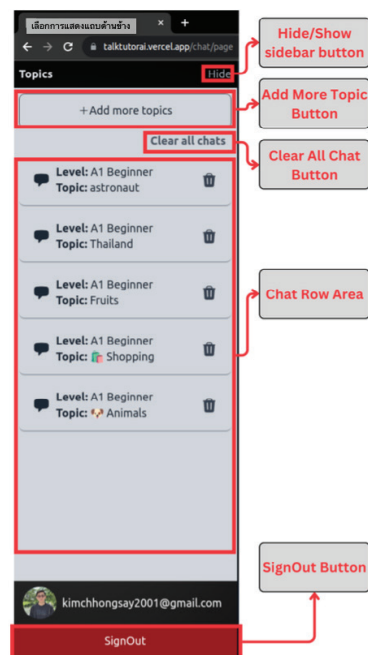 เลือกการแสดงแถบด้านข้าง
talktutorai.vercel.app/chat/page
Topics
Hide
+Add more topics
Clear all chats
Level: A1 Beginner
Topic: astronaut
Level: A1 Beginner
Topic: Thailand
Level: A1 Beginner
Topic: Fruits
Level: A1 Beginner
Topic: 🛍️ Shopping
Level: A1 Beginner
Topic: 🐶 Animals
kimchhongsay2001@gmail.com
SignOut
Hide/Show
sidebar button
Add More Topic
Button
Clear All Chat
Button
Chat Row Area
SignOut Button